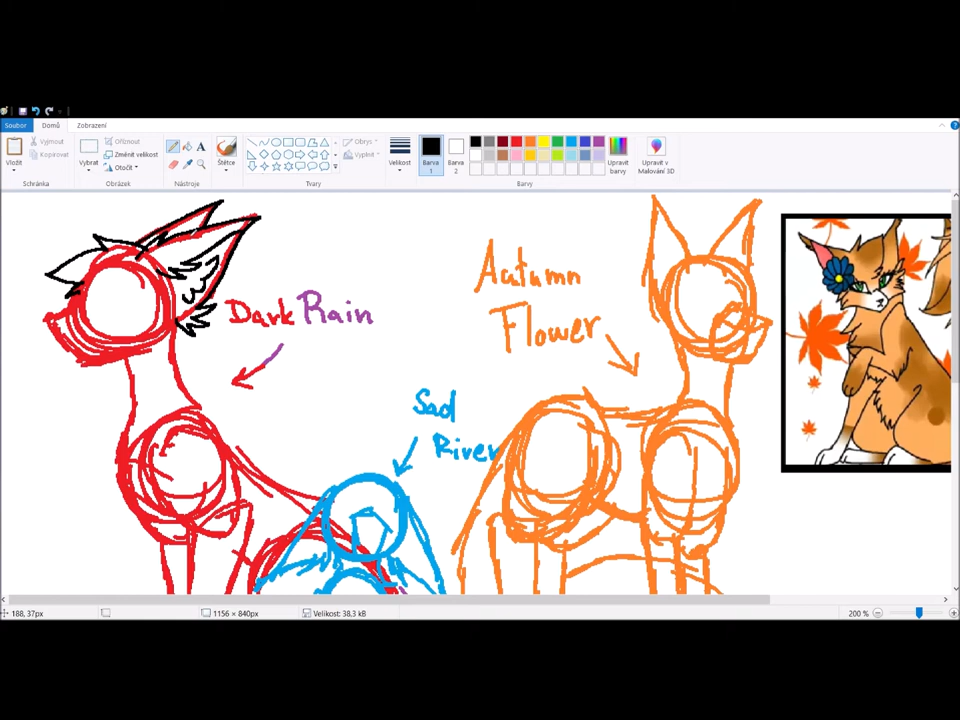 Soubor Domů Zobrazení
Vložit
Vyjmout
Kopírovat
Schránka
Vybrat
Oříznout
Změnit velikost
Otočit
Obrázek
Nástroje
Štětce
Obrys
Výplně
Tvary
Velikost
Barva
1
Barva
2
Upravit
barvy
Upravit v
Malování 3D
Barvy
Dark Rain
Autumn
Flower
Sad
River
188, 37px
1156 × 840px
Velikost: 38,3 kB
200 %